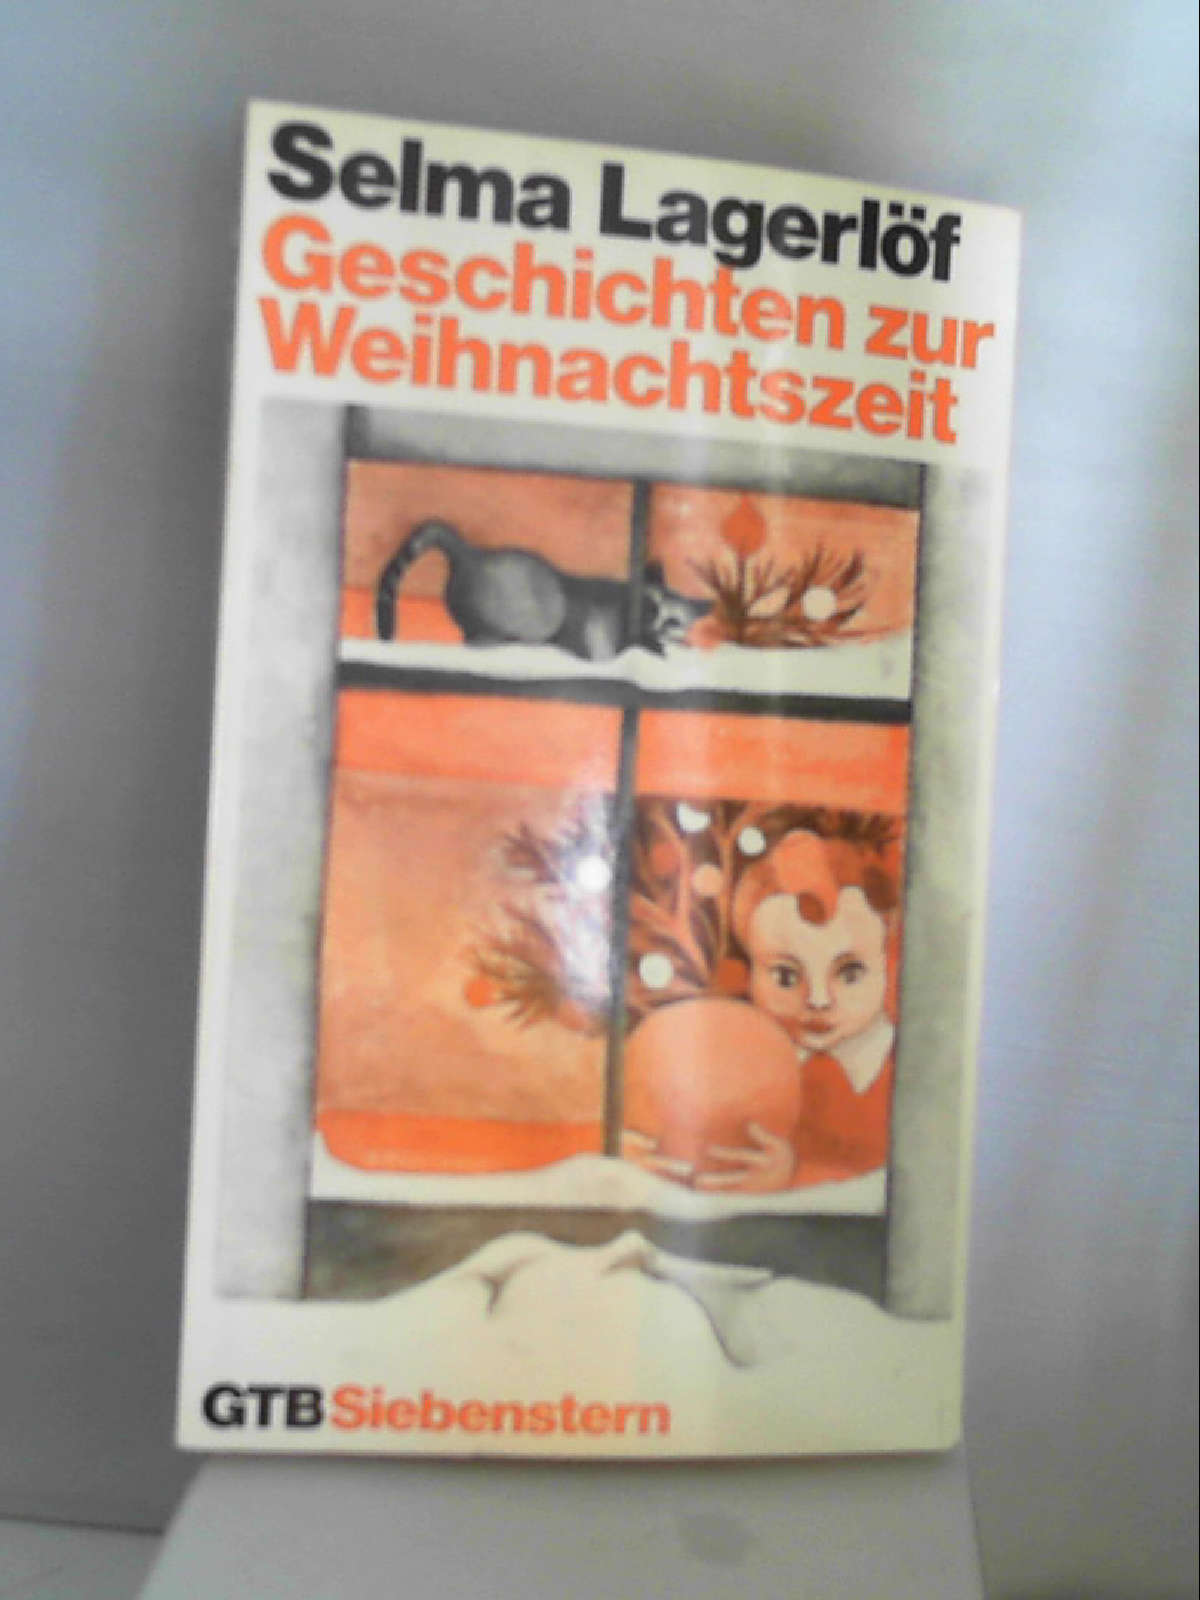 Selma Lagerlöf
Geschichten zur
Weihnachtszeit
GTB Siebenstern